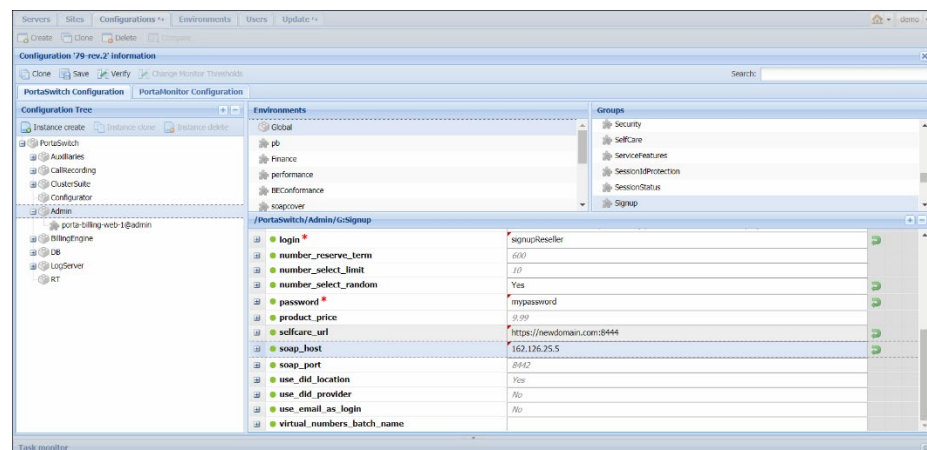 Servers Sites Configurations Environments Users Update demo
Create Clone Delete Compare
Configuration '79-rev.2' information
Clone Save Verify Change Monitor Thresholds Search:
PortaSwitch Configuration PortaMonitor Configuration
Configuration Tree
Instance create Instance clone Instance delete
PortaSwitch
Auxiliaries
CallRecording
ClusterSuite
Configurator
Admin
porta-billing-web-1@admin
BillingEngine
DB
LogServer
RT
Environments
Global
pb
Finance
performance
BEConformance
soapcover
Groups
Security
SelfCare
ServiceFeatures
SessionIdProtection
SessionStatus
Signup
/PortaSwitch/Admin/G:Signup
login * signupReseller
number_reserve_term 600
number_select_limit 10
number_select_random Yes
password * mypassword
product_price 9.99
selfcare_url https://newdomain.com:8444
soap_host 162.126.25.5
soap_port 8442
use_did_location Yes
use_did_provider No
use_email_as_login No
virtual_numbers_batch_name
Task monitor